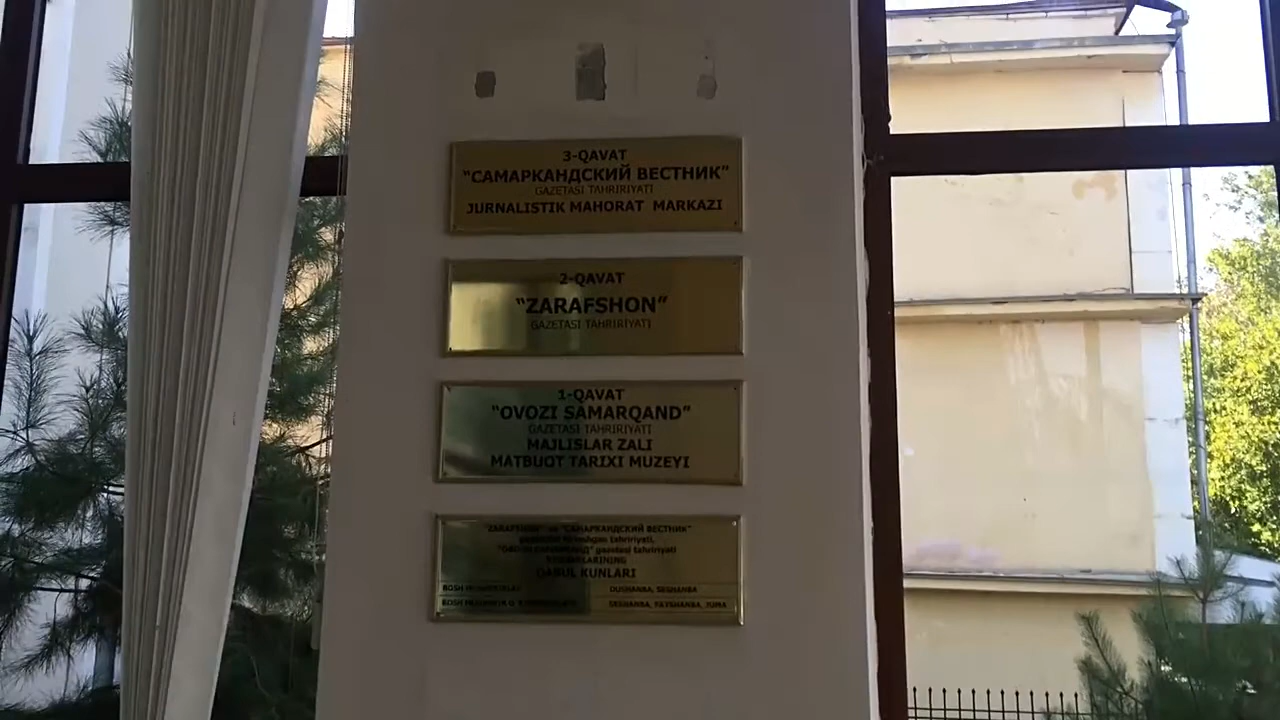 3-QAVAT
"САМАРКАНДСКИЙ ВЕСТНИК"
GAZETASI TAHRIRIYATI
JURNALISTIK MAHORAT MARKAZI
2-QAVAT
"ZARAFSHON"
GAZETASI TAHRIRIYATI
1-QAVAT
"OVOZI SAMARQAND"
GAZETASI TAHRIRIYATI
MAJLISLAR ZALI
MATBUOT TARIXI MUZEYI
"ZARAFSHON" va "САМАРКАНДСКИЙ ВЕСТНИК"
tahririyati,
gazetasi tahririyati
QABUL KUNLARI
BOSH DUSHANBA, SESHANBA
BOSH SESHANBA, PAYSHANBA, JUMA